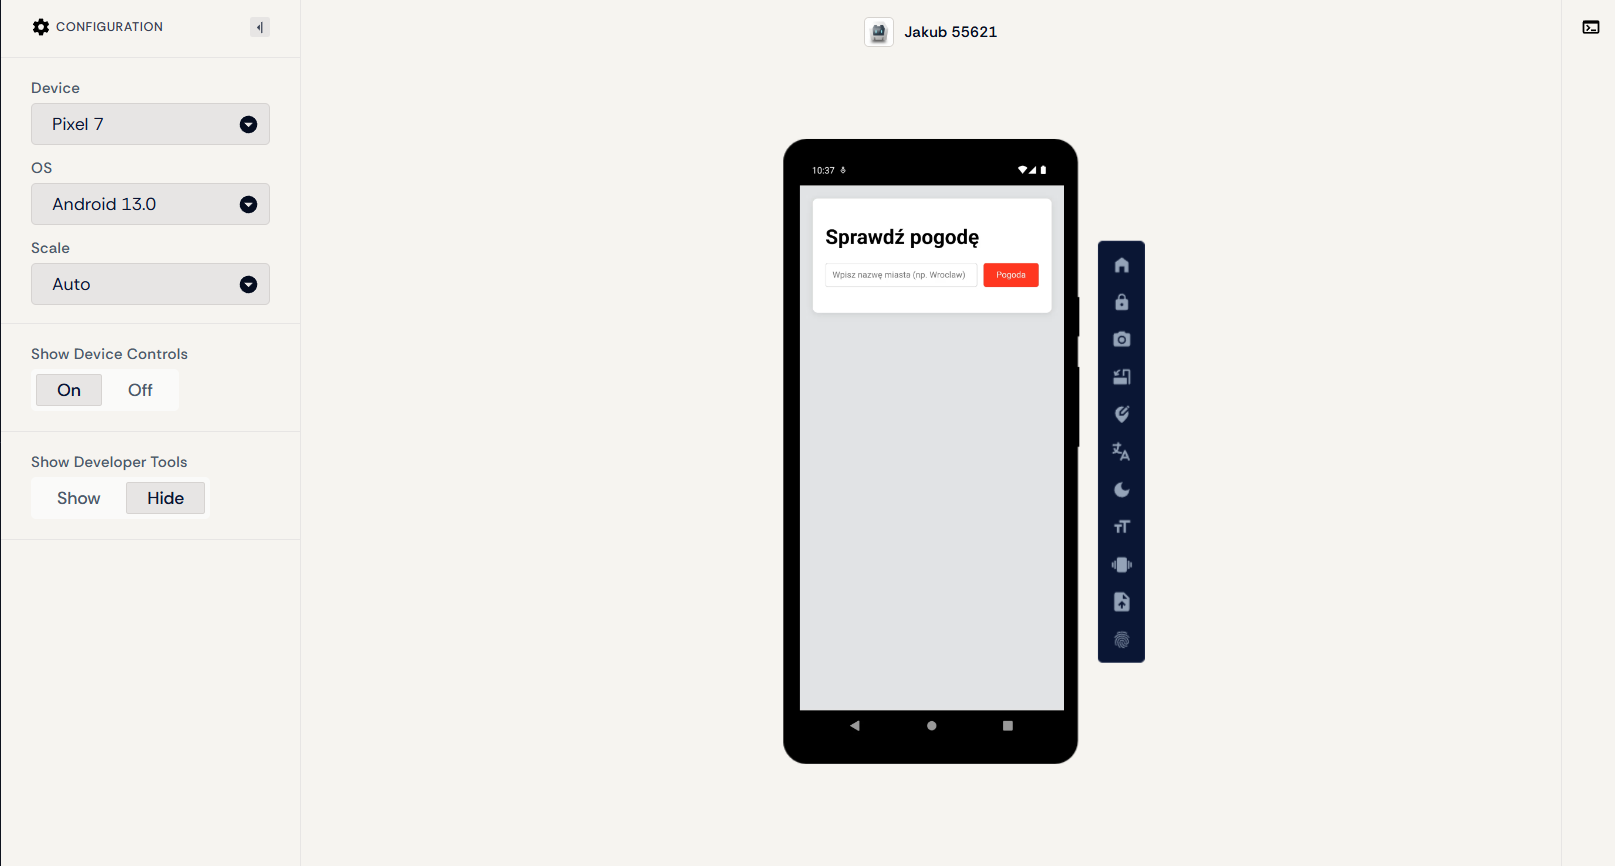 CONFIGURATION
Device
Pixel 7
OS
Android 13.0
Scale
Auto
Show Device Controls
On Off
Show Developer Tools
Show Hide
Jakub 55621
10:37
Sprawdź pogodę
Wpisz nazwę miasta (np. Wroclaw)
Pogoda